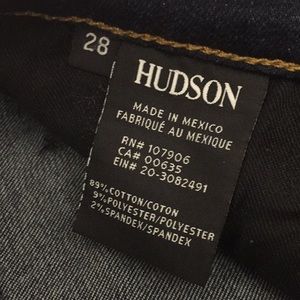 28
HUDSON
MADE IN MEXICO
FABRIQUÉ AU MEXIQUE
RN# 107906
CA# 00635
EIN# 20-3082491
89%COTTON/COTON
9%POLYESTER/POLYESTER
2%SPANDEX/SPANDEX